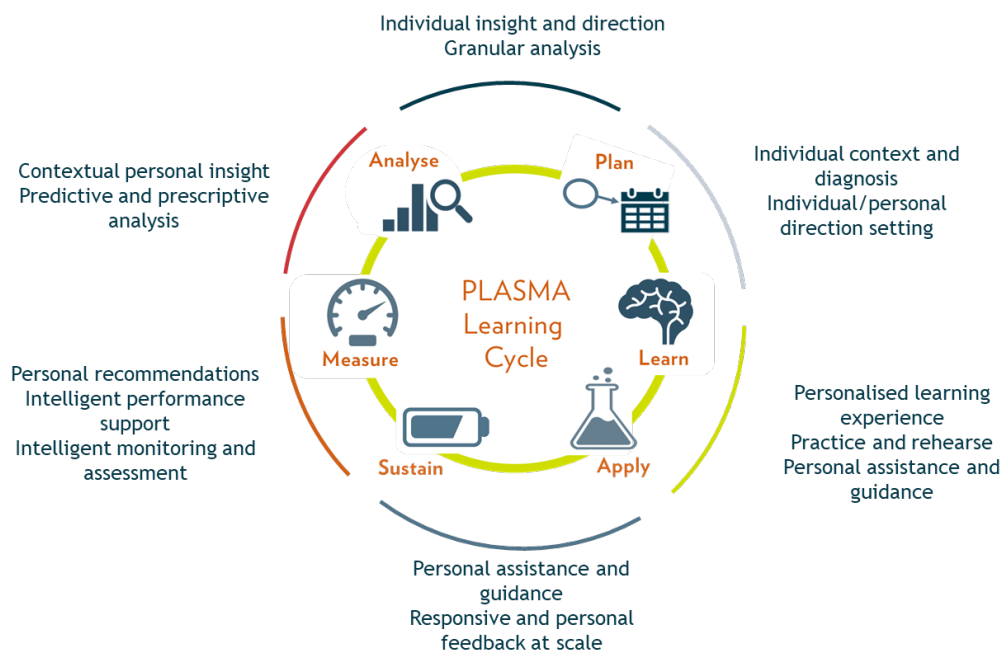 Individual insight and direction
Granular analysis
Analyse
Plan
Contextual personal insight
Predictive and prescriptive
analysis
Individual context and
diagnosis
Individual/personal
direction setting
PLASMA
Learning
Cycle
Measure
Learn
Personal recommendations
Intelligent performance
support
Intelligent monitoring and
assessment
Personalised learning
experience
Practice and rehearse
Personal assistance and
guidance
Sustain
Apply
Personal assistance and
guidance
Responsive and personal
feedback at scale